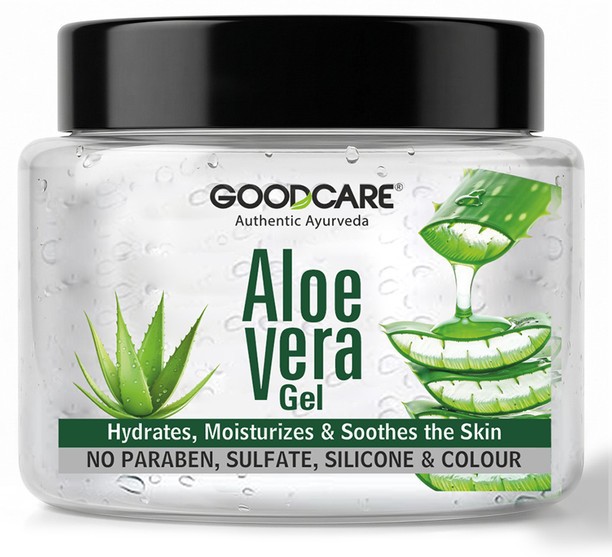 GOODCARE®
Authentic Ayurveda
Aloe
Vera
Gel
Hydrates, Moisturizes & Soothes the Skin
NO PARABEN, SULFATE, SILICONE & COLOUR